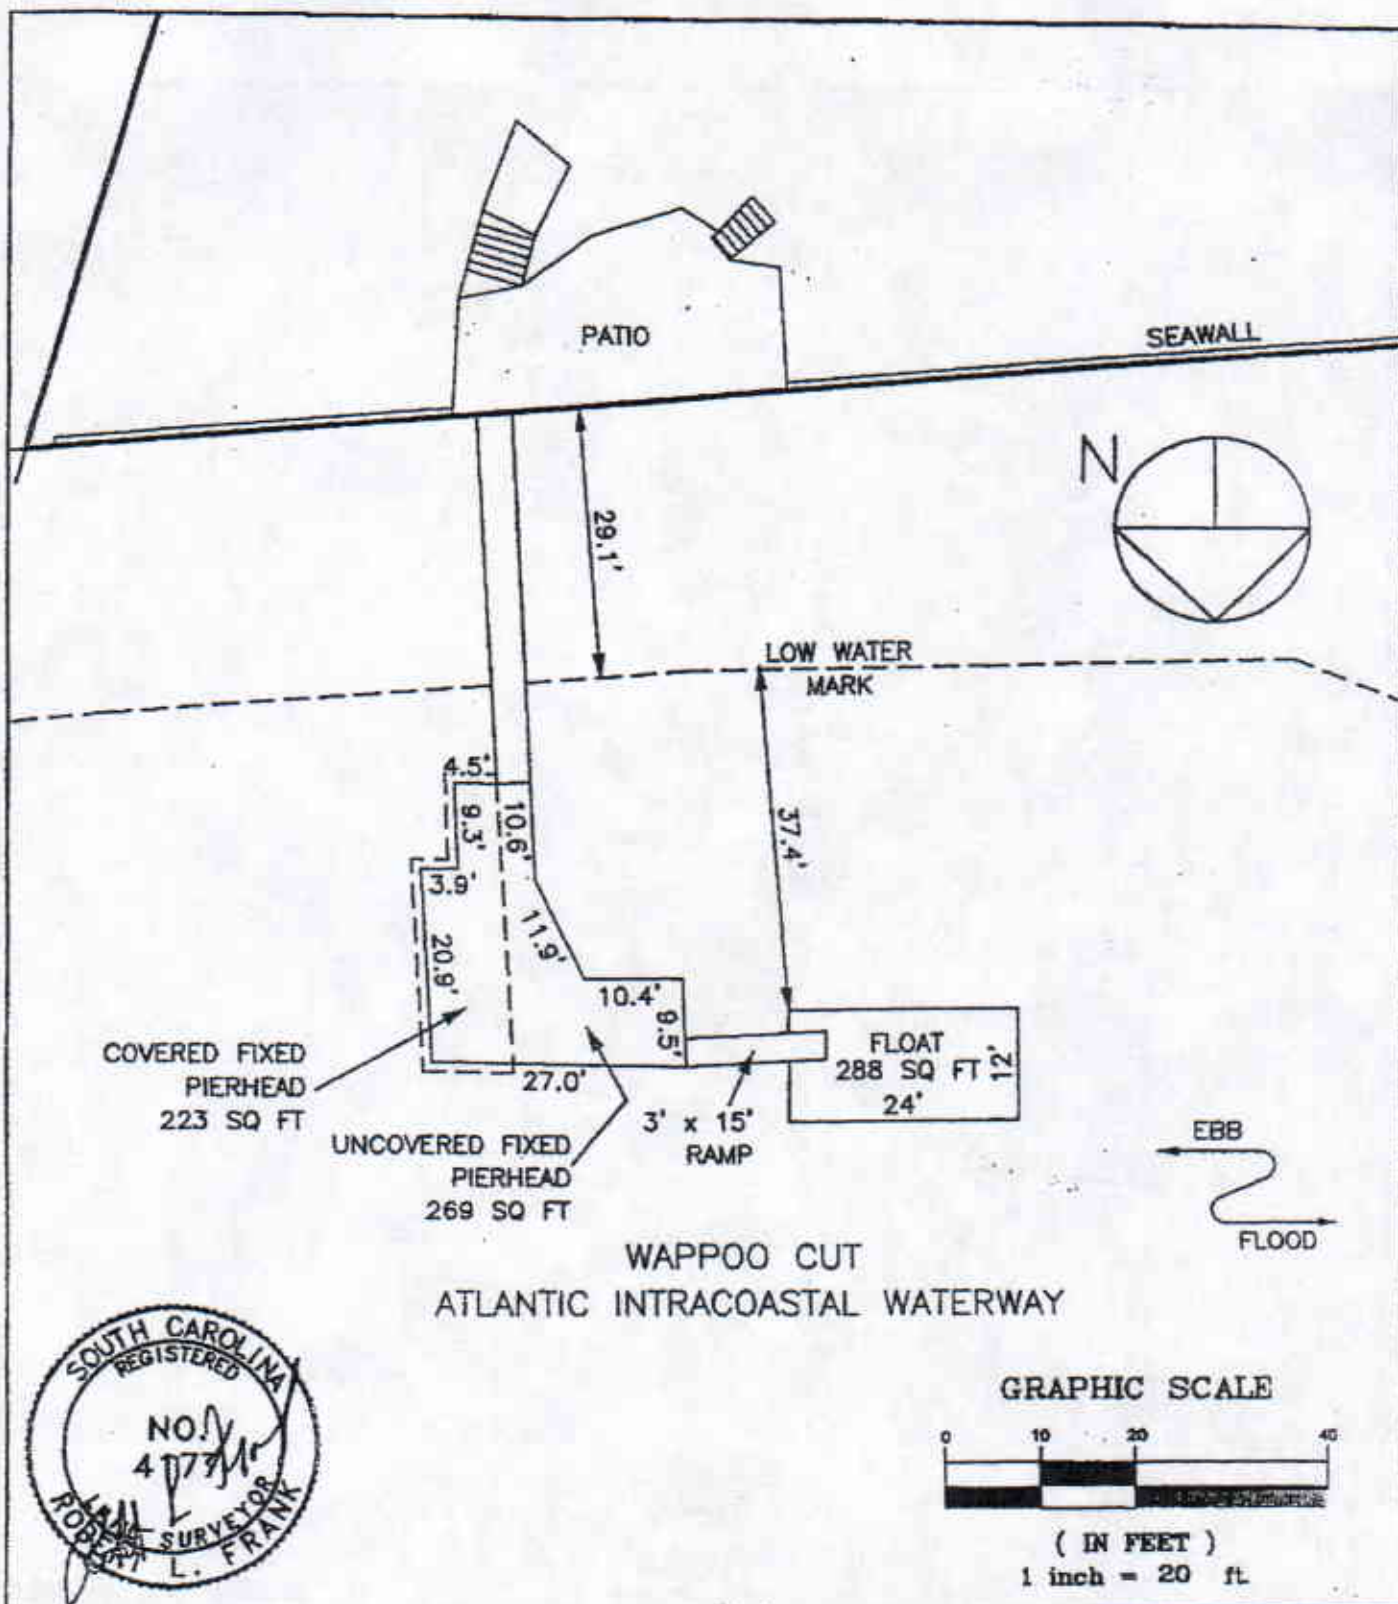 PATIO
SEAWALL
N
29.1'
LOW WATER
MARK
4.5'
9.3'
10.6'
37.4'
3.9'
11.9'
20.9'
10.4'
9.5'
COVERED FIXED
PIERHEAD
223 SQ FT
27.0'
FLOAT
288 SQ FT
12'
24'
3' x 15'
RAMP
UNCOVERED FIXED
PIERHEAD
269 SQ FT
EBB
FLOOD
WAPPOO CUT
ATLANTIC INTRACOASTAL WATERWAY
SOUTH CAROLINA
REGISTERED
NO.
SURVEYOR
ROBERT L. FRANK
GRAPHIC SCALE
0 10 20 40
( IN FEET )
1 inch = 20 ft.